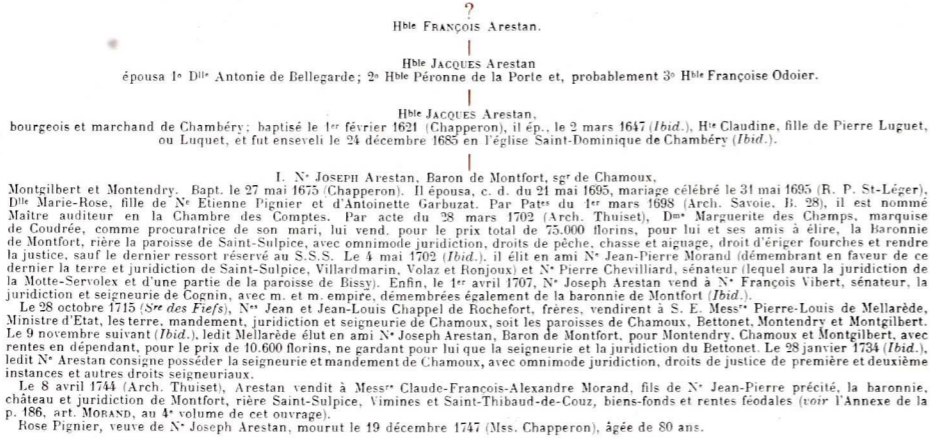 ?
Hble FRANÇOIS Arestan.
Hble JACQUES Arestan
épousa 1º Dlle Antonie de Bellegarde; 2º Hble Péronne de la Porte et, probablement 3º Hble Françoise Odoier.
Hble JACQUES Arestan,
bourgeois et marchand de Chambéry; baptisé le 1er février 1621 (Chapperon), il ép., le 2 mars 1647 (Ibid.), Hle Claudine, fille de Pierre Luguet,
ou Luquet, et fut enseveli le 24 décembre 1685 en l'église Saint-Dominique de Chambéry (Ibid.).
I. Ne JOSEPH Arestan, Baron de Montfort, sgr de Chamoux,
Montgilbert et Montendry. Bapt. le 27 mai 1675 (Chapperon). Il épousa, c. d. du 21 mai 1695, mariage célébré le 31 mai 1695 (R. P. St-Léger),
Dlle Marie-Rose, fille de Ne Etienne Pignier et d'Antoinette Garbuzat. Par Pates du 1er mars 1698 (Arch. Savoie, B. 28), il est nommé
Maître auditeur en la Chambre des Comptes. Par acte du 28 mars 1702 (Arch. Thuiset), Dme Marguerite des Champs, marquise
de Coudrée, comme procuratrice de son mari, lui vend, pour le prix total de 75.000 florins, pour lui et ses amis à élire, la Baronnie
de Montfort, rière la paroisse de Saint-Sulpice, avec omnimode juridiction, droits de pêche, chasse et aiguage, droit d'ériger fourches et rendre
la justice, sauf le dernier ressort réservé au S.S.S. Le 4 mai 1702 (Ibid.), il élit en ami Ne Jean-Pierre Morand (démembrant en faveur de ce
dernier la terre et juridiction de Saint-Sulpice, Villardmarin, Volaz et Ronjoux) et Ne Pierre Chevilliard, sénateur (lequel aura la juridiction de
la Motte-Servolex et d'une partie de la paroisse de Bissy). Enfin, le 1er avril 1707, Ne Joseph Arestan vend à Ne François Vibert, sénateur, la
juridiction et seigneurie de Cognin, avec m. et m. empire, démembrées également de la baronnie de Montfort (Ibid.).
Le 28 octobre 1715 (Sre des Fiefs), Nes Jean et Jean-Louis Chappel de Rochefort, frères, vendirent à S. E. Messre Pierre-Louis de Mellarède,
Ministre d'Etat, les terre, mandement, juridiction et seigneurie de Chamoux, soit les paroisses de Chamoux, Bettonet, Montendry et Montgilbert.
Le 9 novembre suivant (Ibid.), ledit Mellarède élut en ami Ne Joseph Arestan, Baron de Montfort, pour Montendry, Chamoux et Montgilbert, avec
rentes en dépendant, pour le prix de 10.600 florins, ne gardant pour lui que la seigneurie et la juridiction du Bettonet. Le 28 janvier 1734 (Ibid.),
ledit Ne Arestan consigne posséder la seigneurie et mandement de Chamoux, avec omnimode juridiction, droits de justice de première et deuxième
instances et autres droits seigneuriaux.
Le 8 avril 1744 (Arch. Thuiset), Arestan vendit à Messre Claude-François-Alexandre Morand, fils de Ne Jean-Pierre précité, la baronnie,
château et juridiction de Montfort, rière Saint-Sulpice, Vimines et Saint-Thibaud-de-Couz, biens-fonds et rentes féodales (voir l'Annexe de la
p. 186, art. MORAND, au 4e volume de cet ouvrage).
Rose Pignier, veuve de Ne Joseph Arestan, mourut le 19 décembre 1747 (Mss. Chapperon), âgée de 80 ans.